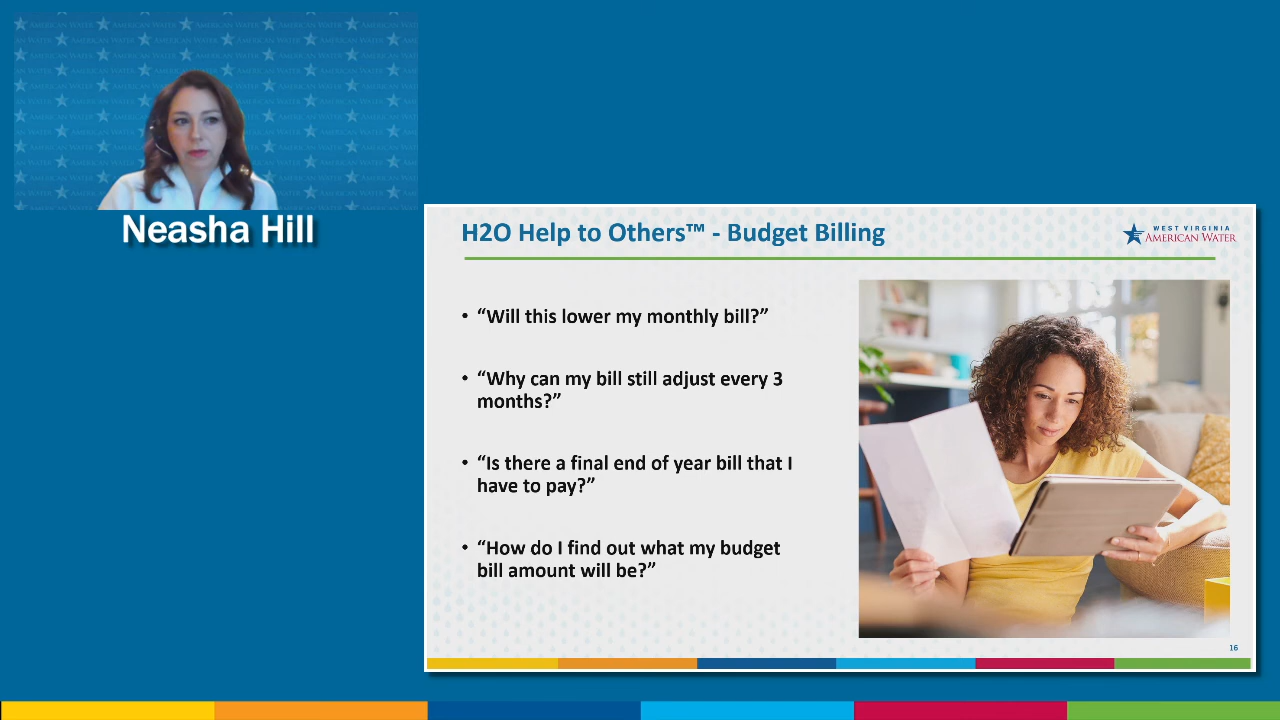 Neasha Hill
H2O Help to Others™ - Budget Billing
WEST VIRGINIA
AMERICAN WATER
• “Will this lower my monthly bill?”
• “Why can my bill still adjust every 3
months?”
• “Is there a final end of year bill that I
have to pay?”
• “How do I find out what my budget
bill amount will be?”
16